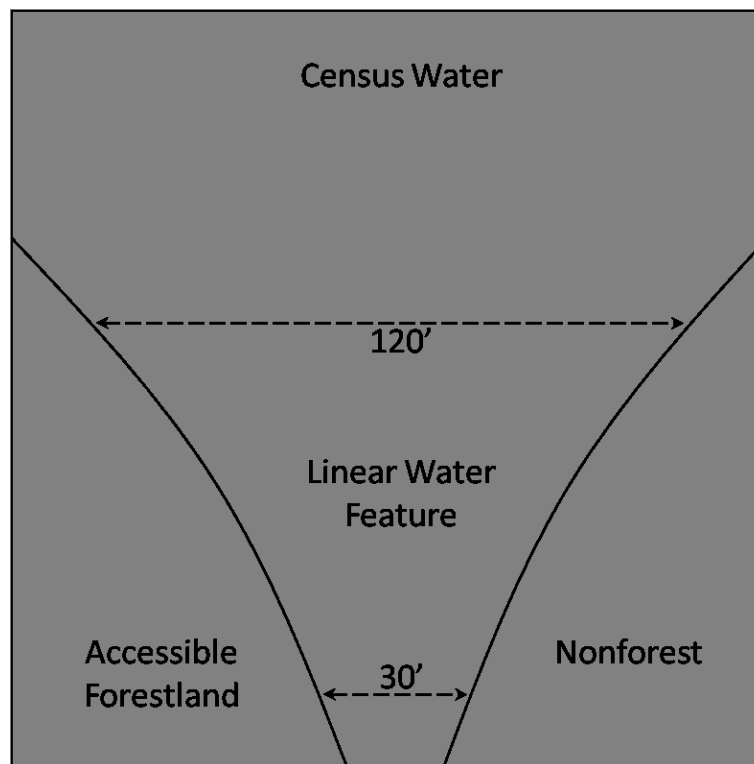 Census Water
120’
Linear Water
Feature
Accessible
Forestland
30’
Nonforest